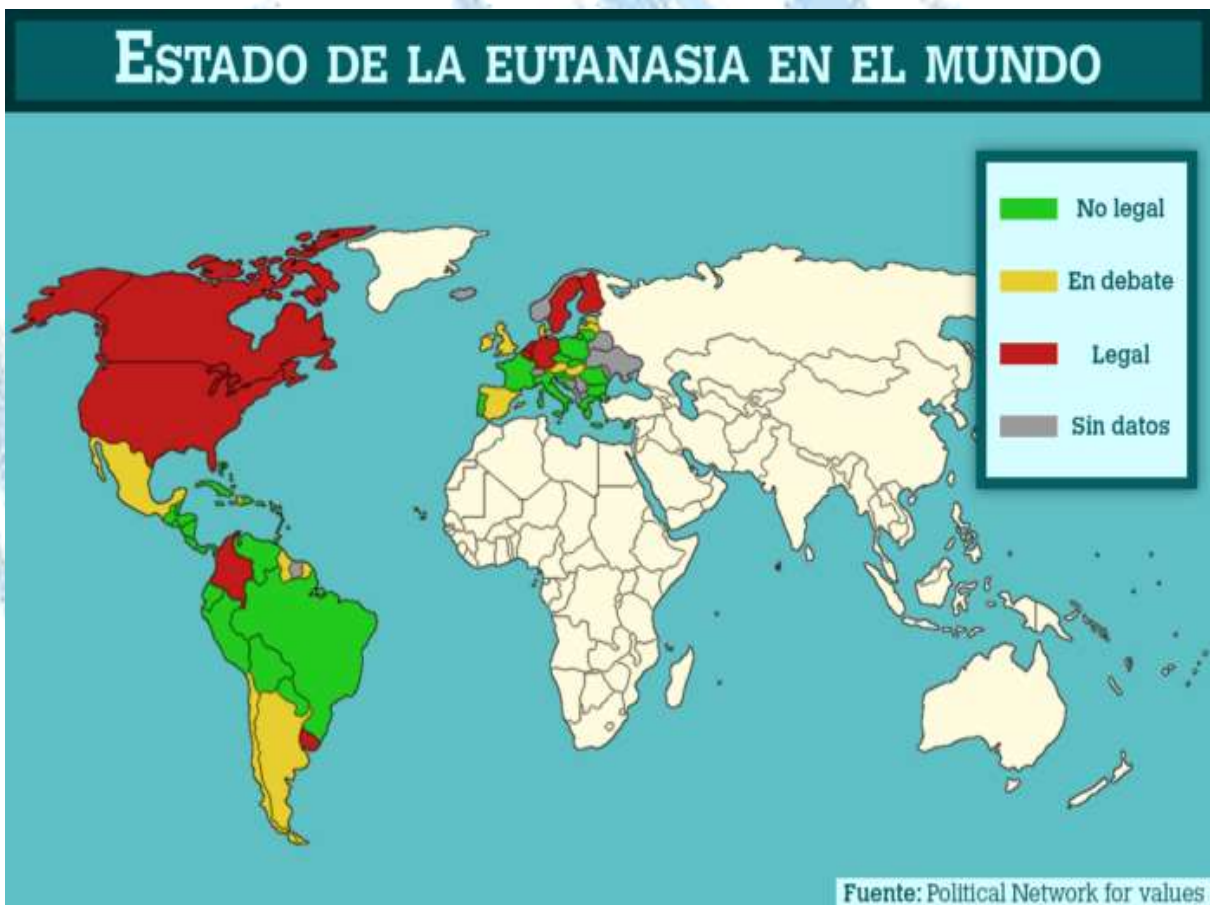 ESTADO DE LA EUTANASIA EN EL MUNDO
No legal
En debate
Legal
Sin datos
Fuente: Political Network for values